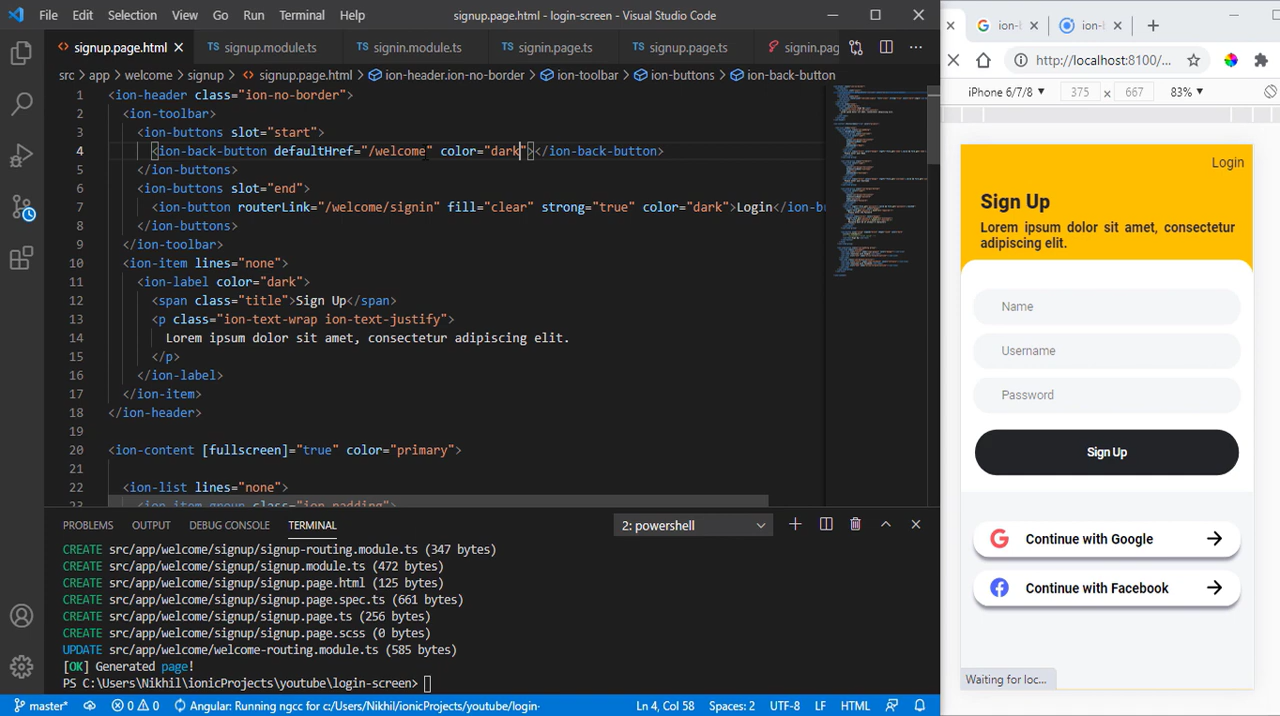 File Edit Selection View Go Run Terminal Help signup.page.html - login-screen - Visual Studio Code
signup.page.html signup.module.ts signin.module.ts signin.page.ts signup.page.ts signin.pag
src > app > welcome > signup > signup.page.html > ion-header.ion-no-border > ion-toolbar > ion-buttons > ion-back-button
1 <ion-header class="ion-no-border">
2 <ion-toolbar>
3 <ion-buttons slot="start">
4 <ion-back-button defaultHref="/welcome" color="dark"></ion-back-button>
5 </ion-buttons>
6 <ion-buttons slot="end">
7 <ion-button routerLink="/welcome/signin" fill="clear" strong="true" color="dark">Login</ion-bu
8 </ion-buttons>
9 </ion-toolbar>
10 <ion-item lines="none">
11 <ion-label color="dark">
12 <span class="title">Sign Up</span>
13 <p class="ion-text-wrap ion-text-justify">
14 Lorem ipsum dolor sit amet, consectetur adipiscing elit.
15 </p>
16 </ion-label>
17 </ion-item>
18 </ion-header>
19
20 <ion-content [fullscreen]="true" color="primary">
21
22 <ion-list lines="none">
23 <ion-item-group class="ion-padding">
PROBLEMS OUTPUT DEBUG CONSOLE TERMINAL 2: powershell
CREATE src/app/welcome/signup/signup-routing.module.ts (347 bytes)
CREATE src/app/welcome/signup/signup.module.ts (472 bytes)
CREATE src/app/welcome/signup/signup.page.html (125 bytes)
CREATE src/app/welcome/signup/signup.page.spec.ts (661 bytes)
CREATE src/app/welcome/signup/signup.page.ts (256 bytes)
CREATE src/app/welcome/signup/signup.page.scss (0 bytes)
UPDATE src/app/welcome/welcome-routing.module.ts (585 bytes)
[OK] Generated page!
PS C:\Users\Nikhil\ionicProjects\youtube\login-screen>
master* 0 0 Angular: Running ngcc for c:/Users/Nikhil/ionicProjects/youtube/login- Ln 4, Col 58 Spaces: 2 UTF-8 LF HTML
ion-l ion-l
http://localhost:8100/...
iPhone 6/7/8 375 x 667 83%
Login
Sign Up
Lorem ipsum dolor sit amet, consectetur
adipiscing elit.
Name
Username
Password
Sign Up
Continue with Google
Continue with Facebook
Waiting for loc...